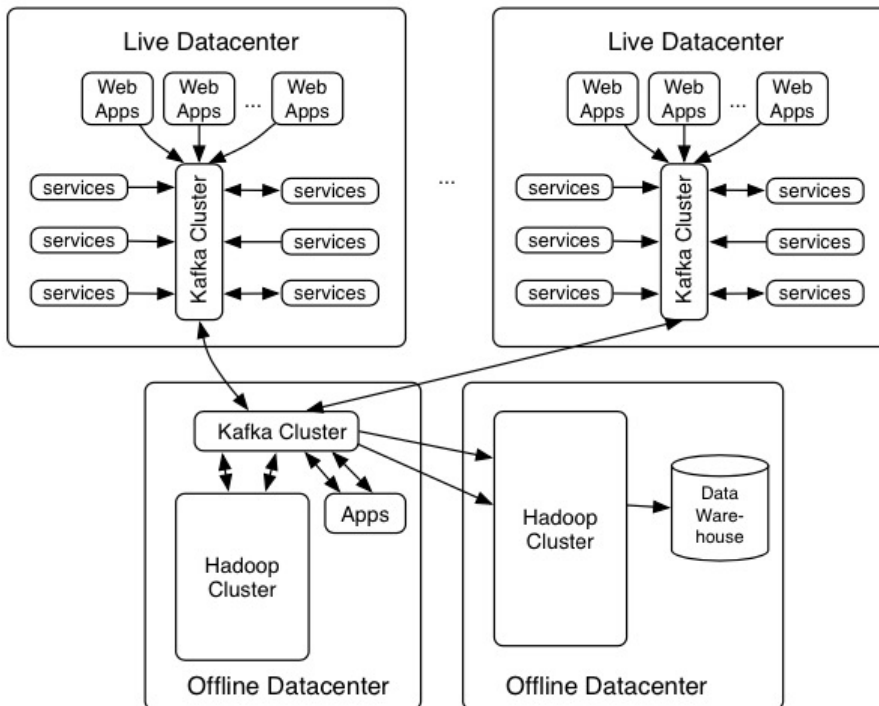 Live Datacenter
Web
Apps
Web
Apps
...
Web
Apps
services
services
services
Kafka Cluster
services
services
services
...
Live Datacenter
Web
Apps
Web
Apps
...
Web
Apps
services
services
services
Kafka Cluster
services
services
services
Kafka Cluster
Hadoop
Cluster
Apps
Offline Datacenter
Hadoop
Cluster
Data
Ware-
house
Offline Datacenter